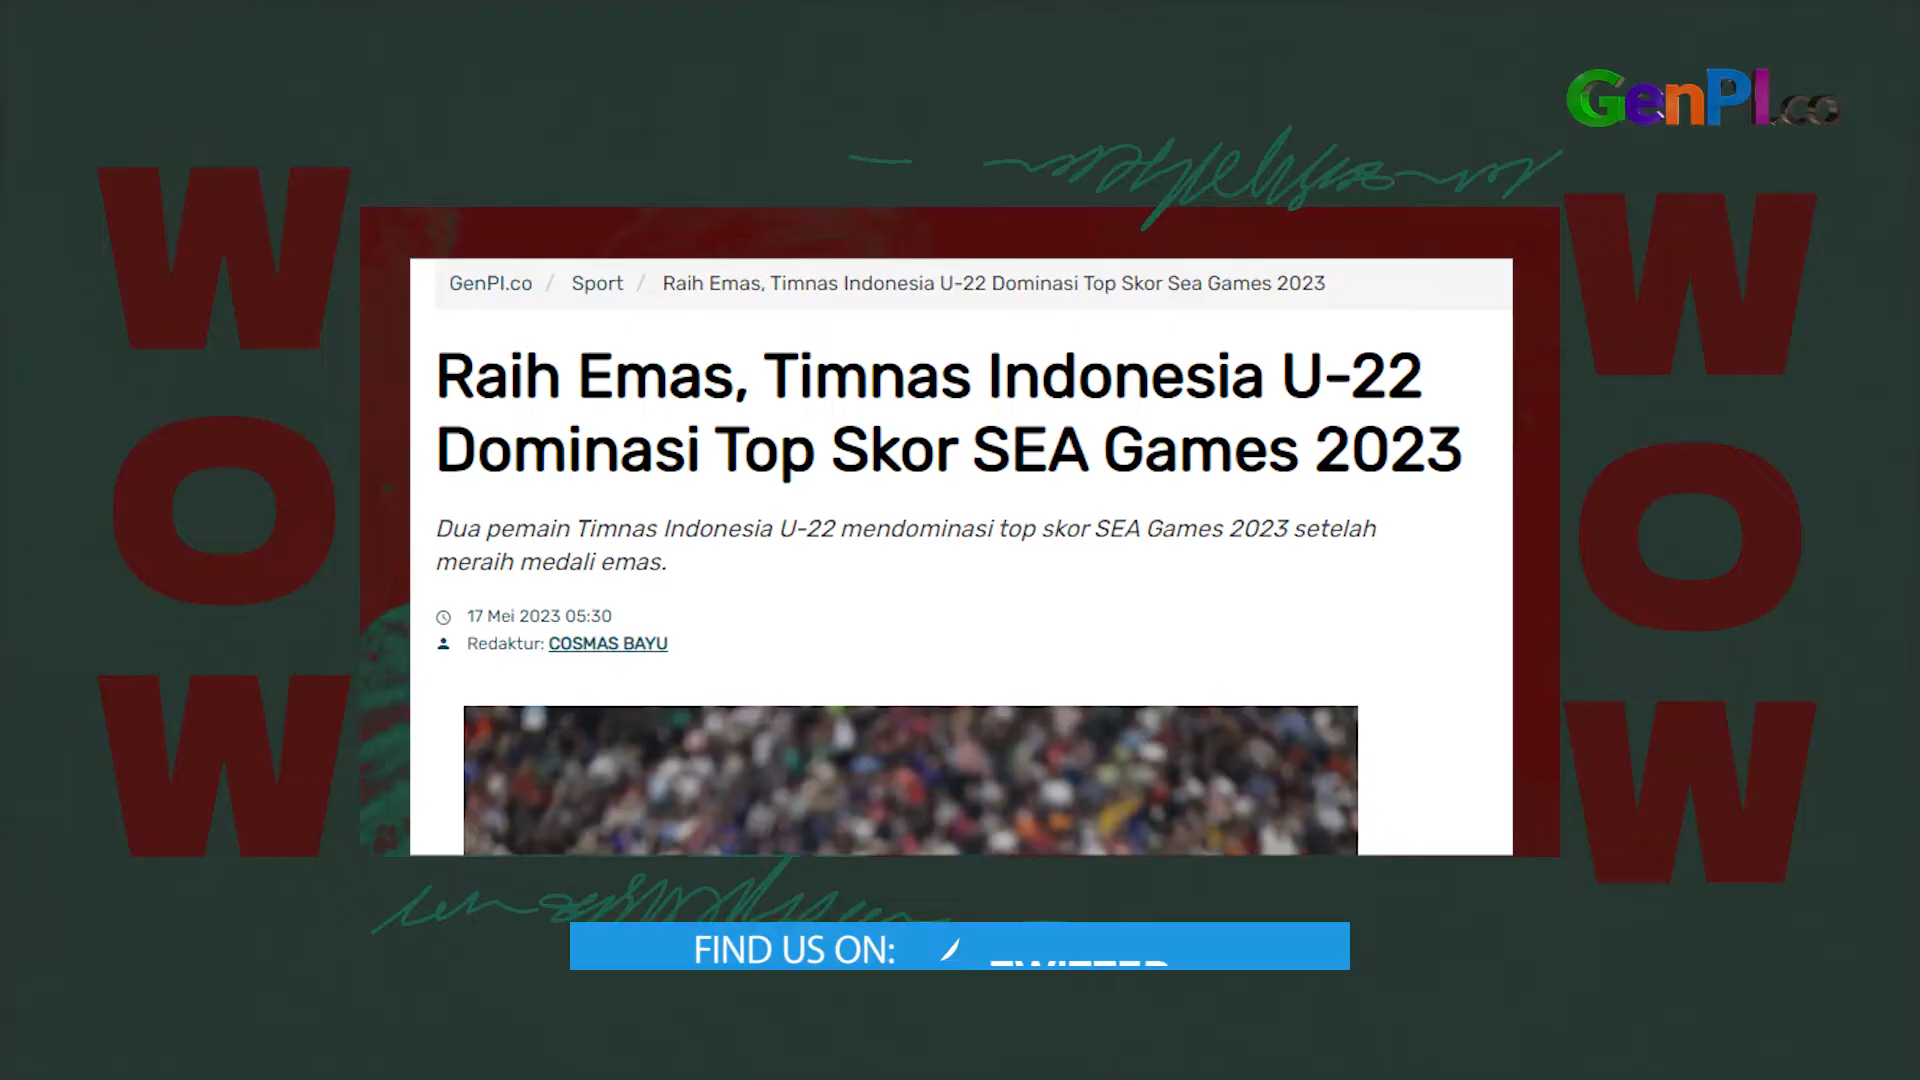 GenPI.co
W
O
W
W
O
W
GenPI.co / Sport / Raih Emas, Timnas Indonesia U-22 Dominasi Top Skor Sea Games 2023
Raih Emas, Timnas Indonesia U-22
Dominasi Top Skor SEA Games 2023
Dua pemain Timnas Indonesia U-22 mendominasi top skor SEA Games 2023 setelah
meraih medali emas.
17 Mei 2023 05:30
Redaktur: COSMAS BAYU
FIND US ON: